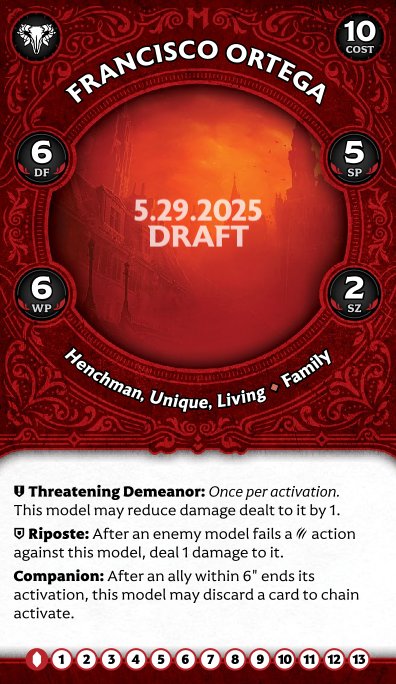 10
COST
FRANCISCO ORTEGA
6
DF
5
SP
5.29.2025
DRAFT
6
WP
2
SZ
Henchman, Unique, Living ♦ Family
Threatening Demeanor: Once per activation.
This model may reduce damage dealt to it by 1.
Riposte: After an enemy model fails a action
against this model, deal 1 damage to it.
Companion: After an ally within 6" ends its
activation, this model may discard a card to chain
activate.
1 2 3 4 5 6 7 8 9 10 11 12 13